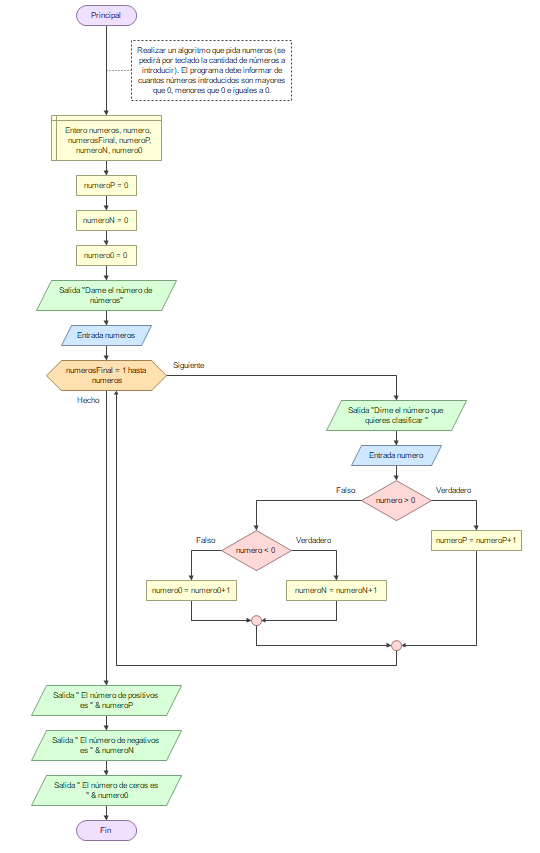 Principal
Realizar un algoritmo que pida numeros (se
pedirá por teclado la cantidad de números a
introducir). El programa debe informar de
cuantos números introducidos son mayores
que 0, menores que 0 e iguales a 0.
Entero numeros, numero,
numerosFinal, numeroP,
numeroN, numero0
numeroP = 0
numeroN = 0
numero0 = 0
Salida "Dame el número de
números"
Entrada numeros
numerosFinal = 1 hasta
numeros
Siguiente
Hecho
Salida "Dime el número que
quieres clasificar "
Entrada numero
numero > 0
Falso
Verdadero
numeroP = numeroP+1
numero < 0
Falso
Verdadero
numero0 = numero0+1
numeroN = numeroN+1
Salida " El número de positivos
es " & numeroP
Salida " El número de negativos
es " & numeroN
Salida " El número de ceros es
" & numero0
Fin